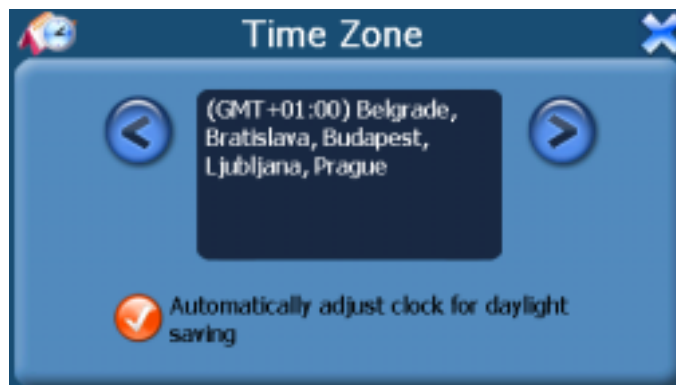 Time Zone
(GMT+01:00) Belgrade,
Bratislava, Budapest,
Ljubljana, Prague
Automatically adjust clock for daylight
saving